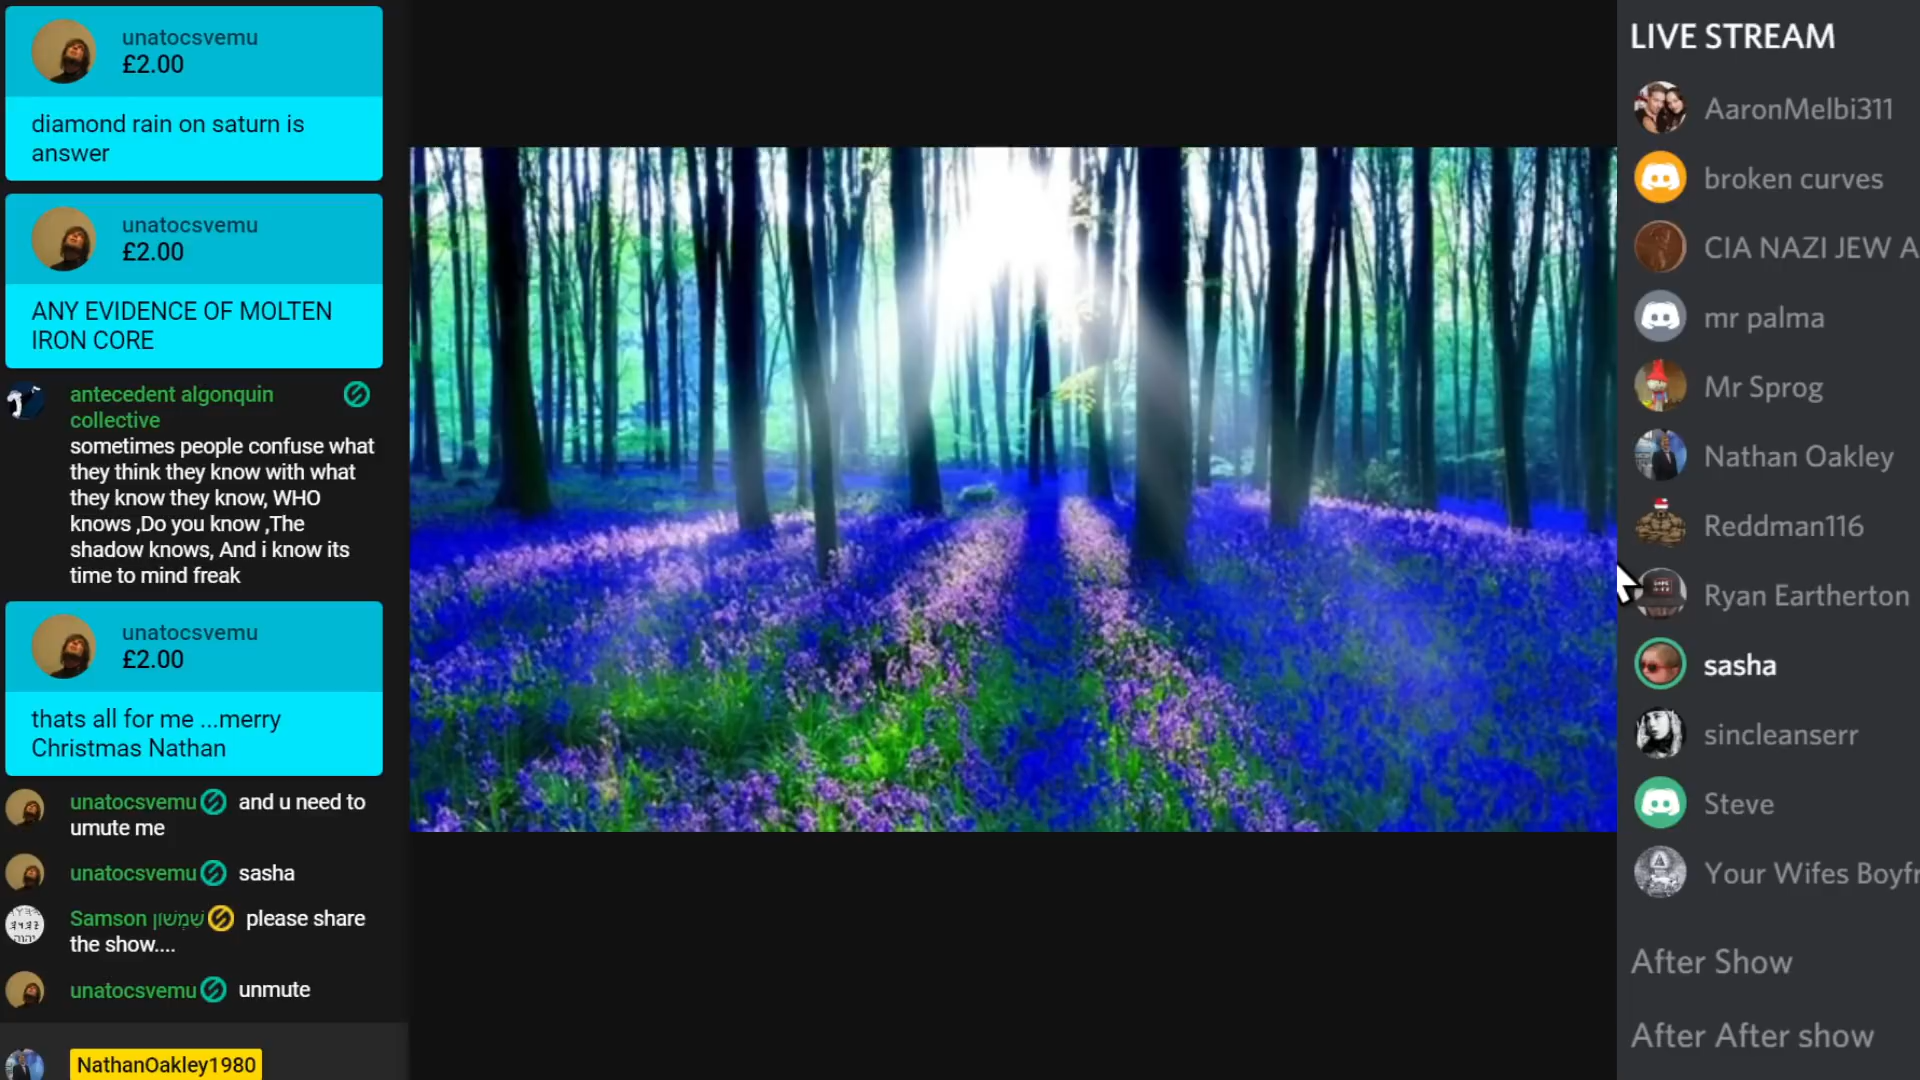 unatocsvemu
£2.00
diamond rain on saturn is
answer
unatocsvemu
£2.00
ANY EVIDENCE OF MOLTEN
IRON CORE
antecedent algonquin
collective
sometimes people confuse what
they think they know with what
they know they know, WHO
knows ,Do you know ,The
shadow knows, And i know its
time to mind freak
unatocsvemu
£2.00
thats all for me ...merry
Christmas Nathan
unatocsvemu and u need to
umute me
unatocsvemu sasha
Samson שִׁמְשׁוֹן please share
the show....
unatocsvemu unmute
NathanOakley1980
LIVE STREAM
AaronMelbi311
broken curves
CIA NAZI JEW A
mr palma
Mr Sprog
Nathan Oakley
Reddman116
Ryan Eartherton
sasha
sincleanserr
Steve
Your Wifes Boyfr
After Show
After After show